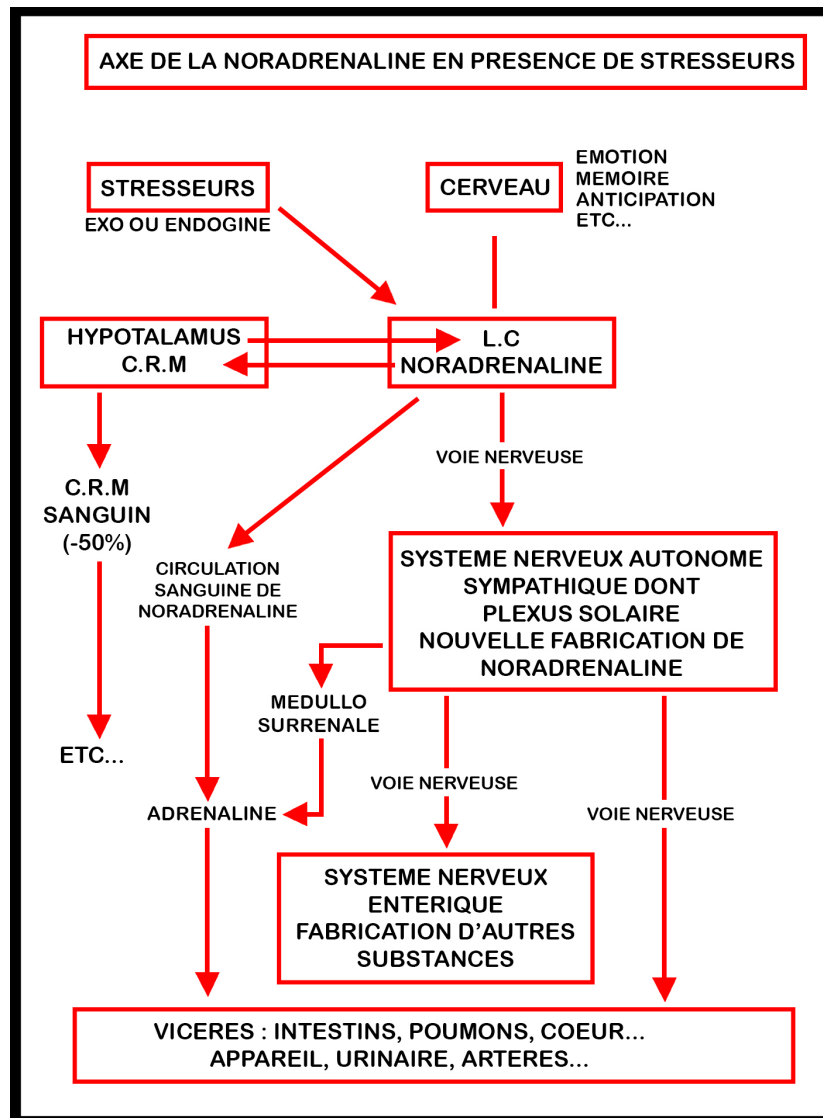 AXE DE LA NORADRENALINE EN PRESENCE DE STRESSEURS
STRESSEURS
EXO OU ENDOGINE
CERVEAU
EMOTION
MEMOIRE
ANTICIPATION
ETC...
HYPOTALAMUS
C.R.M
L.C
NORADRENALINE
VOIE NERVEUSE
C.R.M
SANGUIN
(-50%)
CIRCULATION
SANGUINE DE
NORADRENALINE
SYSTEME NERVEUX AUTONOME
SYMPATHIQUE DONT
PLEXUS SOLAIRE
NOUVELLE FABRICATION DE
NORADRENALINE
MEDULLO
SURRENALE
ETC...
VOIE NERVEUSE
ADRENALINE
VOIE NERVEUSE
SYSTEME NERVEUX
ENTERIQUE
FABRICATION D'AUTRES
SUBSTANCES
VICERES : INTESTINS, POUMONS, COEUR...
APPAREIL, URINAIRE, ARTERES...